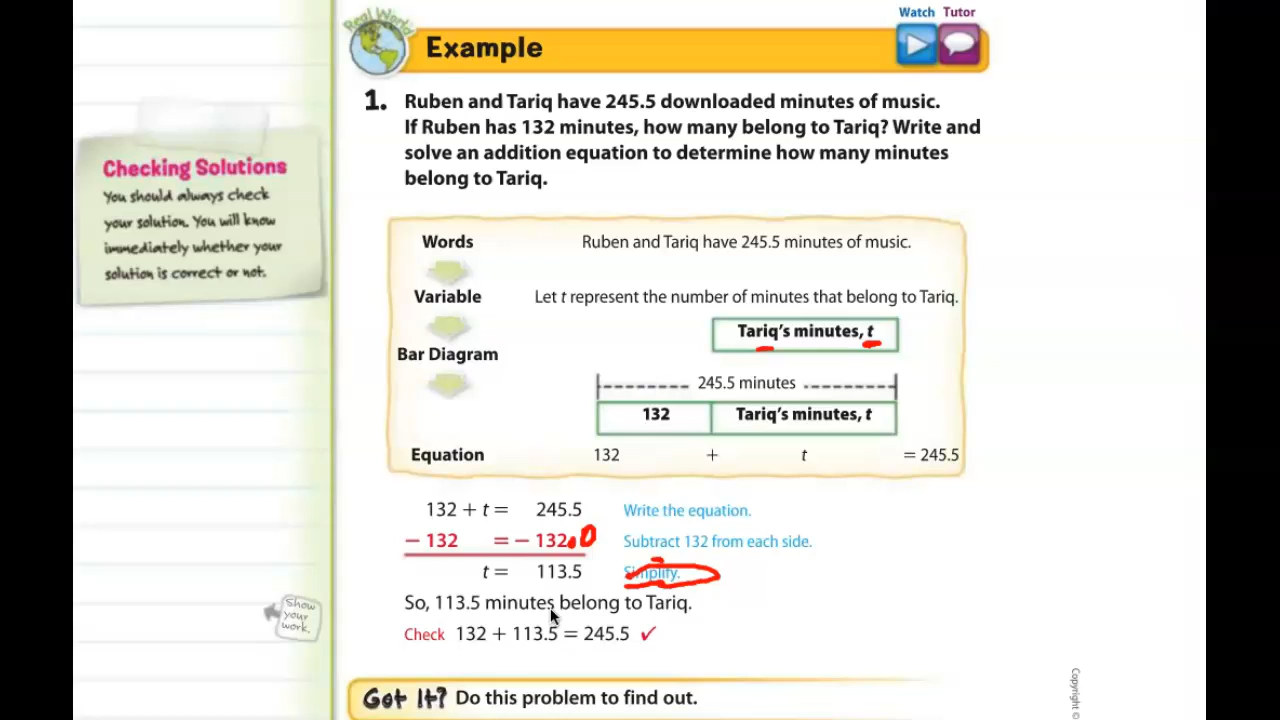 Watch Tutor
Real World
Example
1. Ruben and Tariq have 245.5 downloaded minutes of music.
If Ruben has 132 minutes, how many belong to Tariq? Write and
solve an addition equation to determine how many minutes
belong to Tariq.
Checking Solutions
You should always check
your solution. You will know
immediately whether your
solution is correct or not.
Words Ruben and Tariq have 245.5 minutes of music.
Variable Let t represent the number of minutes that belong to Tariq.
Tariq's minutes, t
Bar Diagram
245.5 minutes
132 Tariq's minutes, t
Equation 132 + t = 245.5
132 + t = 245.5 Write the equation.
− 132 = − 132.0 Subtract 132 from each side.
t = 113.5 Simplify.
So, 113.5 minutes belong to Tariq.
Show
your
work.
Check 132 + 113.5 = 245.5 ✓
Got It? Do this problem to find out.
Copyright ©